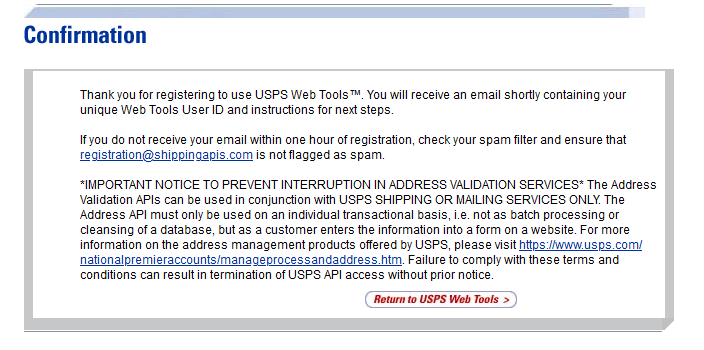 Confirmation
Thank you for registering to use USPS Web Tools™. You will receive an email shortly containing your
unique Web Tools User ID and instructions for next steps.
If you do not receive your email within one hour of registration, check your spam filter and ensure that
registration@shippingapis.com is not flagged as spam.
*IMPORTANT NOTICE TO PREVENT INTERRUPTION IN ADDRESS VALIDATION SERVICES* The Address
Validation APIs can be used in conjunction with USPS SHIPPING OR MAILING SERVICES ONLY. The
Address API must only be used on an individual transactional basis, i.e. not as batch processing or
cleansing of a database, but as a customer enters the information into a form on a website. For more
information on the address management products offered by USPS, please visit https://www.usps.com/
nationalpremieraccounts/manageprocessandaddress.htm. Failure to comply with these terms and
conditions can result in termination of USPS API access without prior notice.
Return to USPS Web Tools >